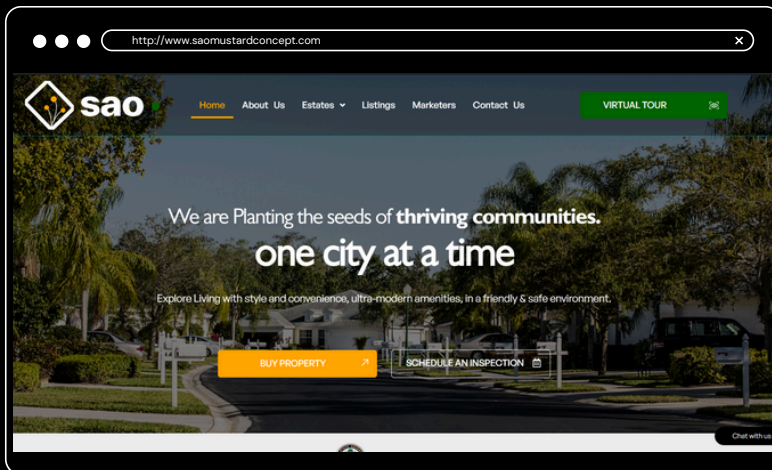 http://www.saomustardconcept.com
sao
Home About Us Estates Listings Marketers Contact Us
VIRTUAL TOUR
We are Planting the seeds of thriving communities.
one city at a time
Explore Living with style and convenience, ultra-modern amenities, in a friendly & safe environment.
BUY PROPERTY
SCHEDULE AN INSPECTION
Chat with us